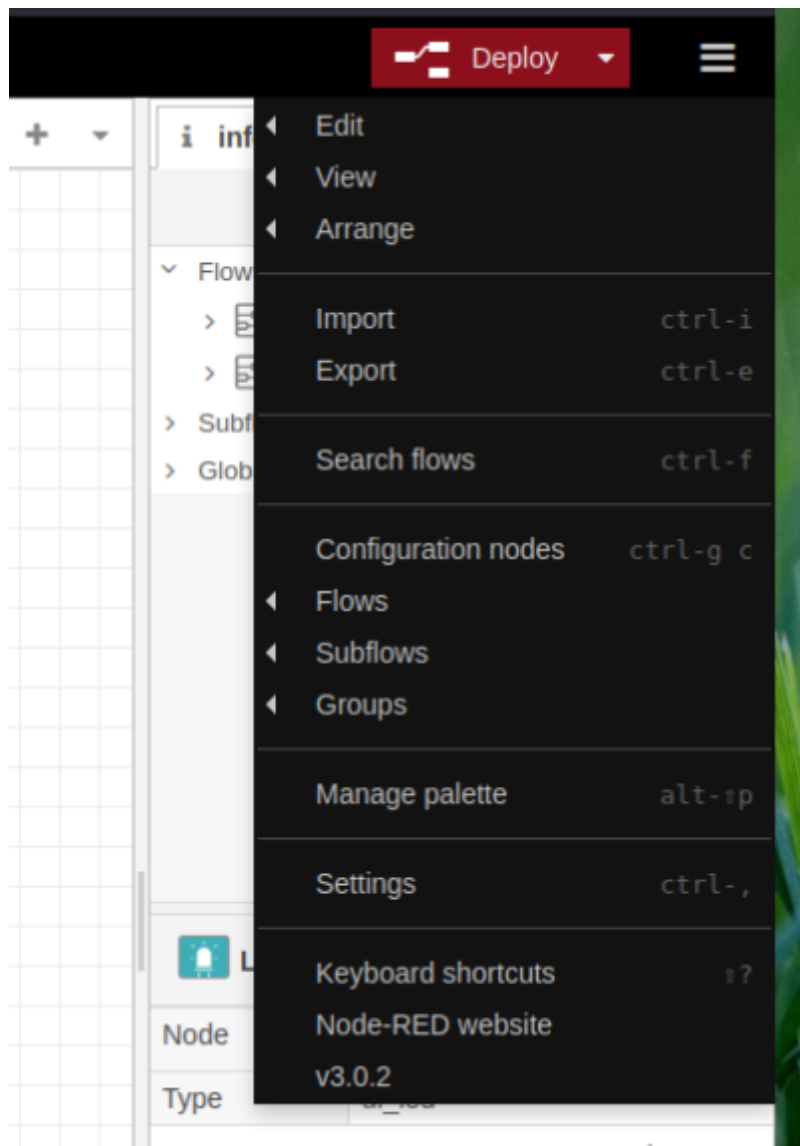 Deploy
i inf
Edit
View
Arrange
Flow
Import ctrl-i
Export ctrl-e
Subfl
Search flows ctrl-f
Glob
Configuration nodes ctrl-g c
Flows
Subflows
Groups
Manage palette alt-⇧p
Settings ctrl-,
L
Keyboard shortcuts ⇧?
Node-RED website
Node
v3.0.2
Type